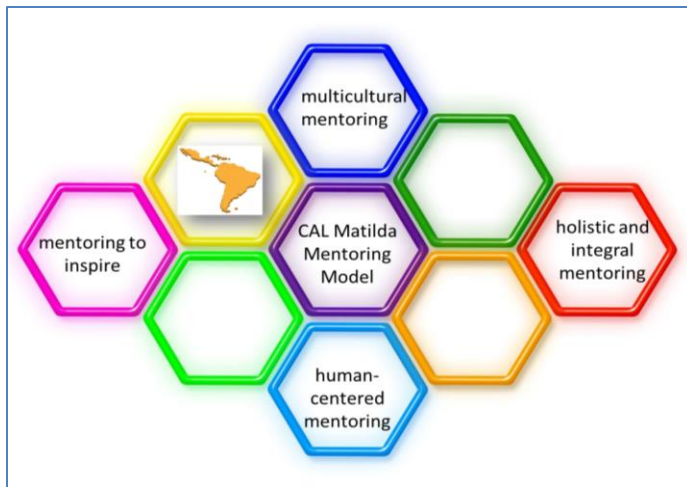 multicultural
mentoring
mentoring to
inspire
CAL Matilda
Mentoring
Model
holistic and
integral
mentoring
human-
centered
mentoring